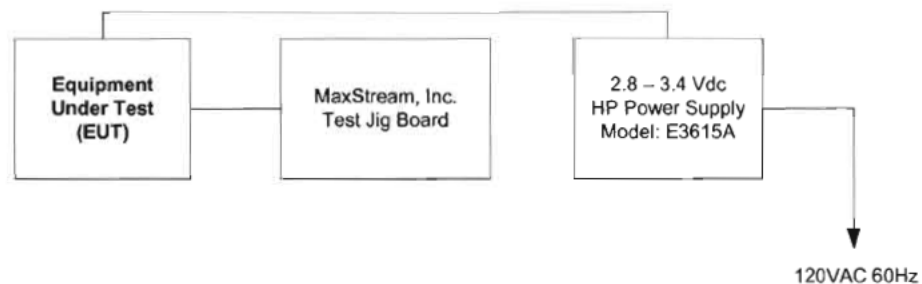 Equipment
Under Test
(EUT)
MaxStream, Inc.
Test Jig Board
2.8 – 3.4 Vdc
HP Power Supply
Model: E3615A
120VAC 60Hz